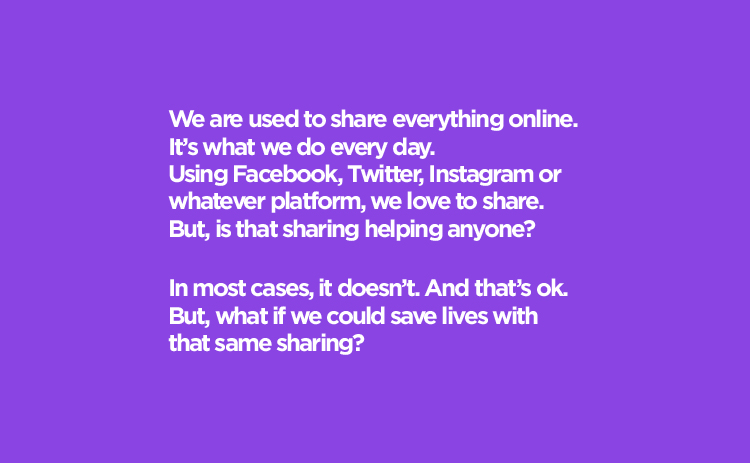 We are used to share everything online.
It’s what we do every day.
Using Facebook, Twitter, Instagram or
whatever platform, we love to share.
But, is that sharing helping anyone?
In most cases, it doesn’t. And that’s ok.
But, what if we could save lives with
that same sharing?